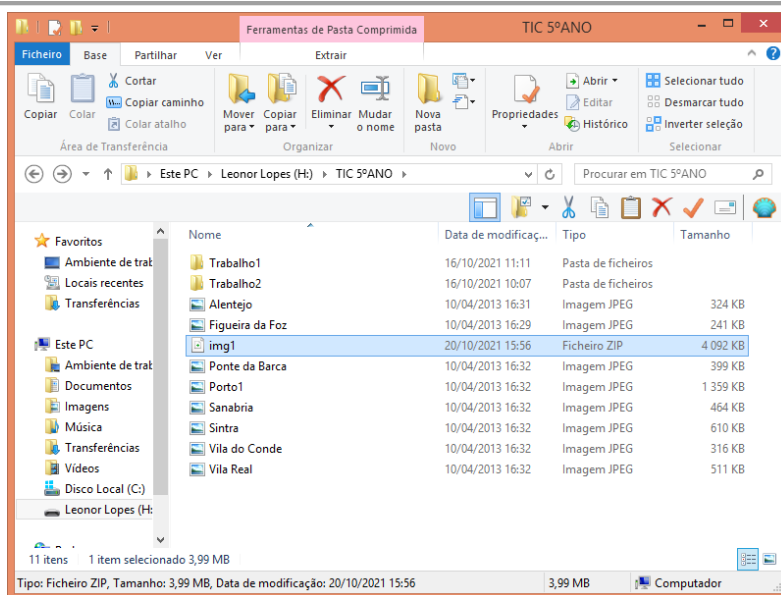 Ferramentas de Pasta Comprimida TIC 5ºANO
Ficheiro Base Partilhar Ver Extrair
Copiar Colar Cortar Copiar caminho Colar atalho
Mover para Copiar para Eliminar Mudar o nome
Nova pasta
Propriedades Abrir Editar Histórico
Selecionar tudo Desmarcar tudo Inverter seleção
Área de Transferência Organizar Novo Abrir Selecionar
Este PC Leonor Lopes (H:) TIC 5ºANO Procurar em TIC 5ºANO
Nome Data de modificaç... Tipo Tamanho
Favoritos
Ambiente de trab
Locais recentes
Transferências
Este PC
Ambiente de trab
Documentos
Imagens
Música
Transferências
Vídeos
Disco Local (C:)
Leonor Lopes (H:
Trabalho1 16/10/2021 11:11 Pasta de ficheiros
Trabalho2 16/10/2021 10:07 Pasta de ficheiros
Alentejo 10/04/2013 16:31 Imagem JPEG 324 KB
Figueira da Foz 10/04/2013 16:29 Imagem JPEG 241 KB
img1 20/10/2021 15:56 Ficheiro ZIP 4 092 KB
Ponte da Barca 10/04/2013 16:32 Imagem JPEG 399 KB
Porto1 10/04/2013 16:32 Imagem JPEG 1 359 KB
Sanabria 10/04/2013 16:32 Imagem JPEG 464 KB
Sintra 10/04/2013 16:32 Imagem JPEG 610 KB
Vila do Conde 10/04/2013 16:32 Imagem JPEG 316 KB
Vila Real 10/04/2013 16:32 Imagem JPEG 511 KB
11 itens 1 item selecionado 3,99 MB
Tipo: Ficheiro ZIP, Tamanho: 3,99 MB, Data de modificação: 20/10/2021 15:56 3,99 MB Computador